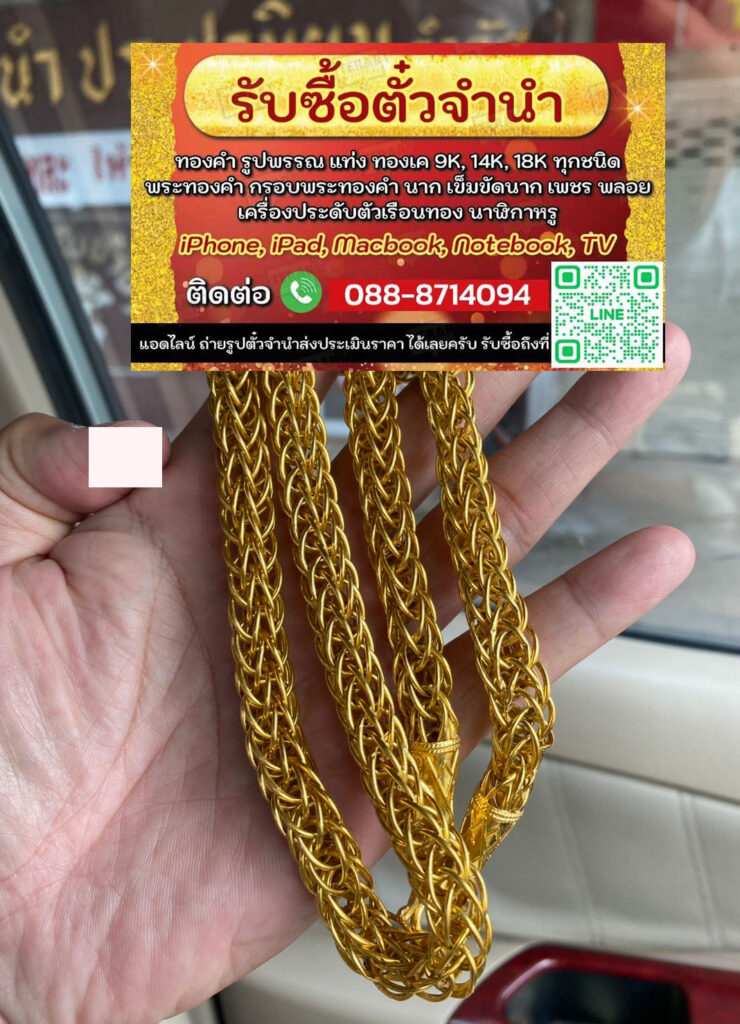 รับซื้อตั๋วจำนำ
ทองคำ รูปพรรณ แท่ง ทองเค 9K, 14K, 18K ทุกชนิด
พระทองคำ กรอบพระทองคำ นาก เข็มขัดนาก เพชร พลอย
เครื่องประดับตัวเรือนทอง นาฬิกาหรู
iPhone, iPad, Macbook, Notebook, TV
ติดต่อ 088-8714094
LINE
แอดไลน์ ถ่ายรูปตั๋วจำนำส่งประเมินราคา ได้เลยครับ รับซื้อถึงที่